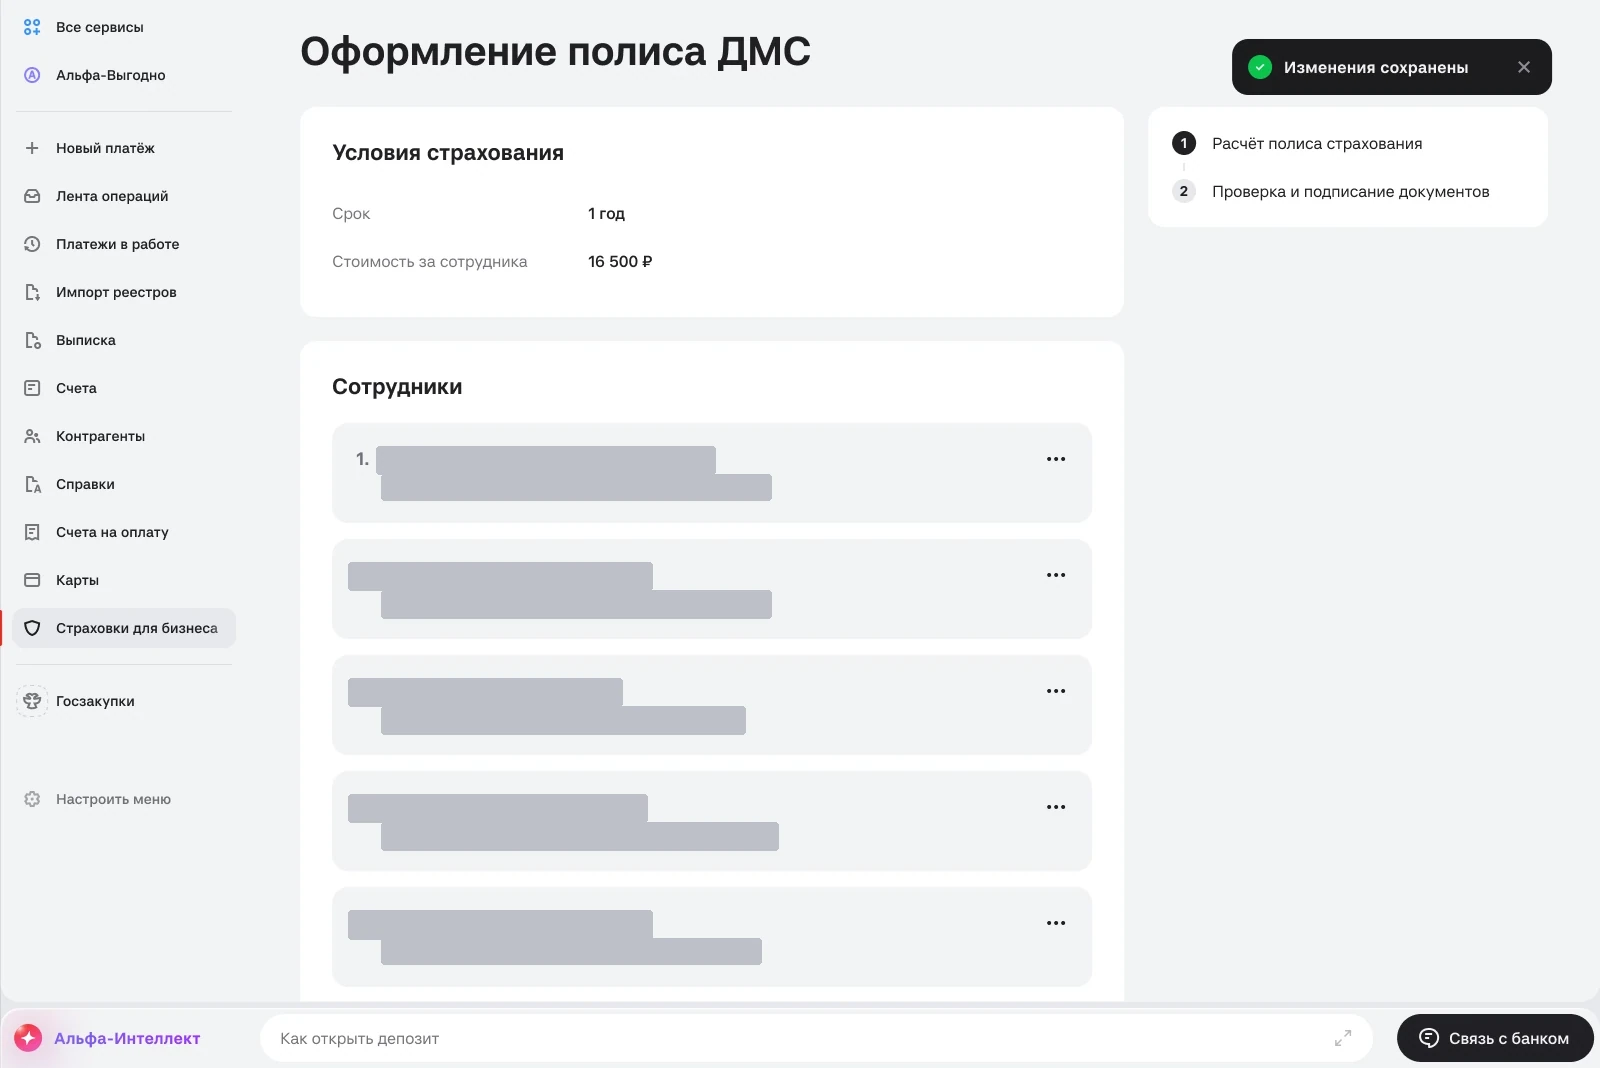 Все сервисы
Альфа-Выгодно
Новый платёж
Лента операций
Платежи в работе
Импорт реестров
Выписка
Счета
Контрагенты
Справки
Счета на оплату
Карты
Страховки для бизнеса
Госзакупки
Настроить меню
Оформление полиса ДМС
Условия страхования
Срок 1 год
Стоимость за сотрудника 16 500 ₽
Сотрудники
1.
Изменения сохранены
1 Расчёт полиса страхования
2 Проверка и подписание документов
Альфа-Интеллект
Как открыть депозит
Связь с банком